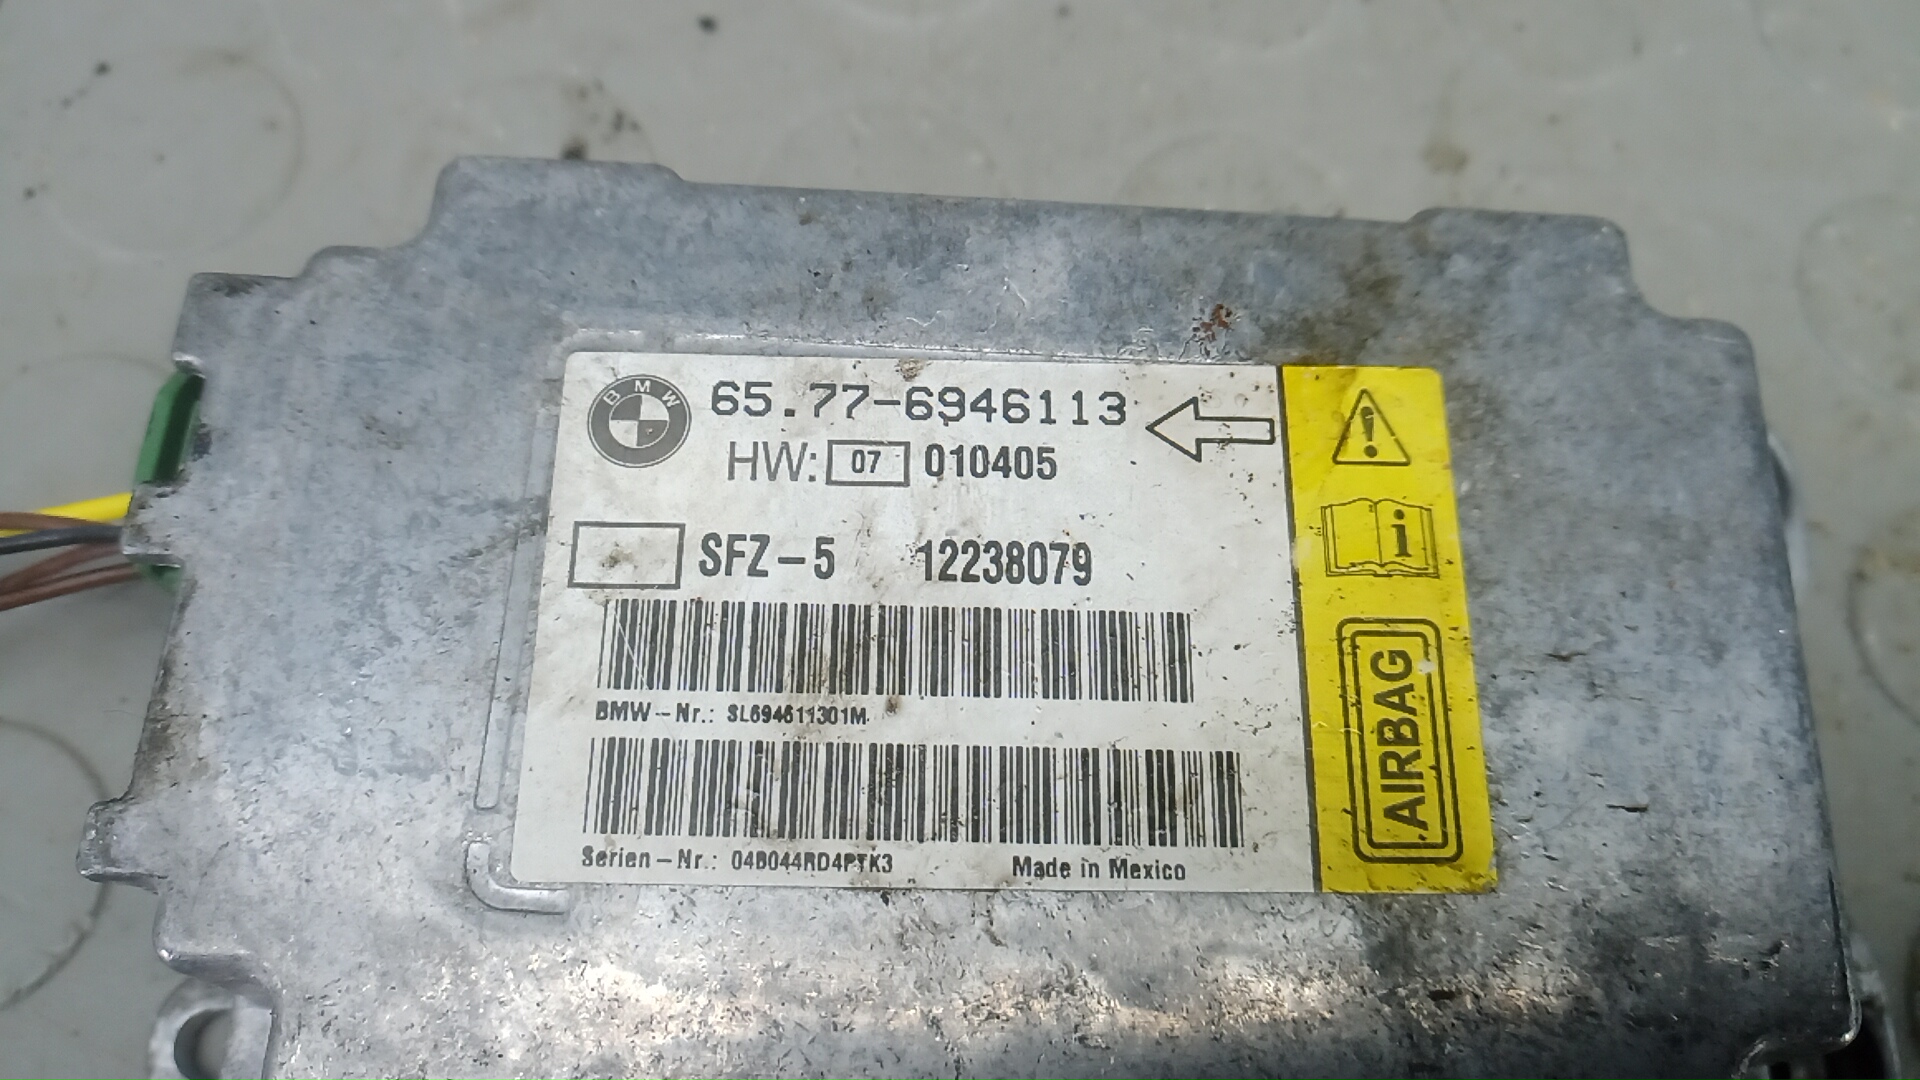 BMW
65.77-6946113
HW: 07 010405
SFZ-5 12238079
BMW-Nr.: SL694611301M
Serien-Nr.: 04B044RD4PTK3 Made in Mexico
i
AIRBAG